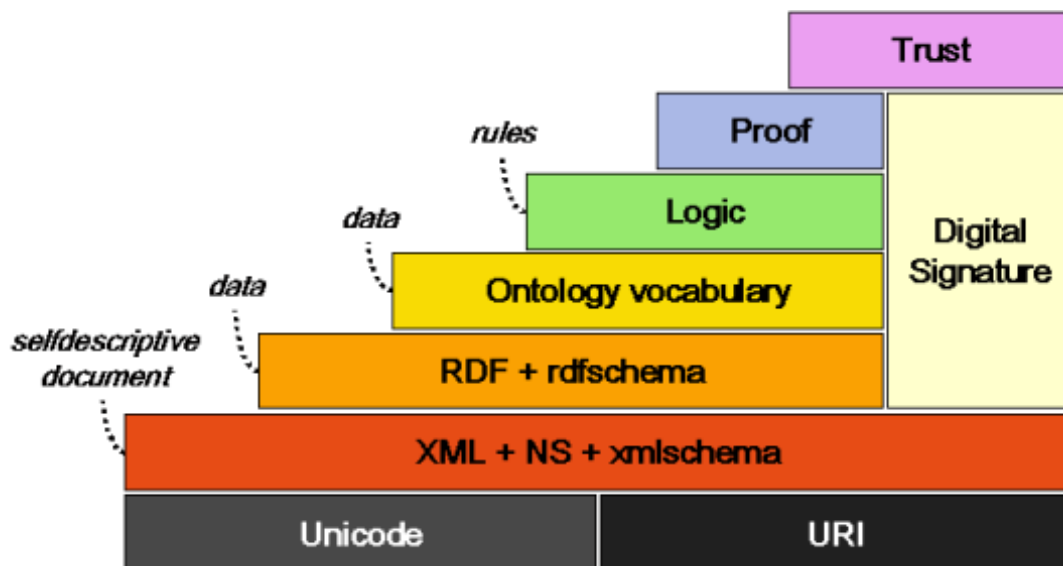 Trust
Proof
rules
Logic
Digital
Signature
data
Ontology vocabulary
data
RDF + rdfschema
selfdescriptive
document
XML + NS + xmlschema
Unicode
URI